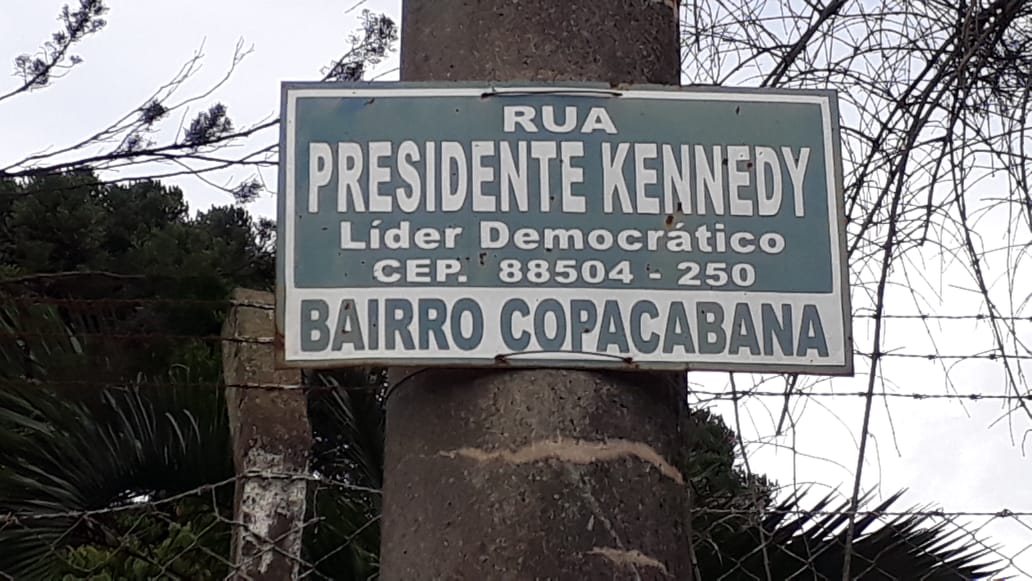 RUA
PRESIDENTE KENNEDY
Líder Democrático
CEP. 88504 - 250
BAIRRO COPACABANA